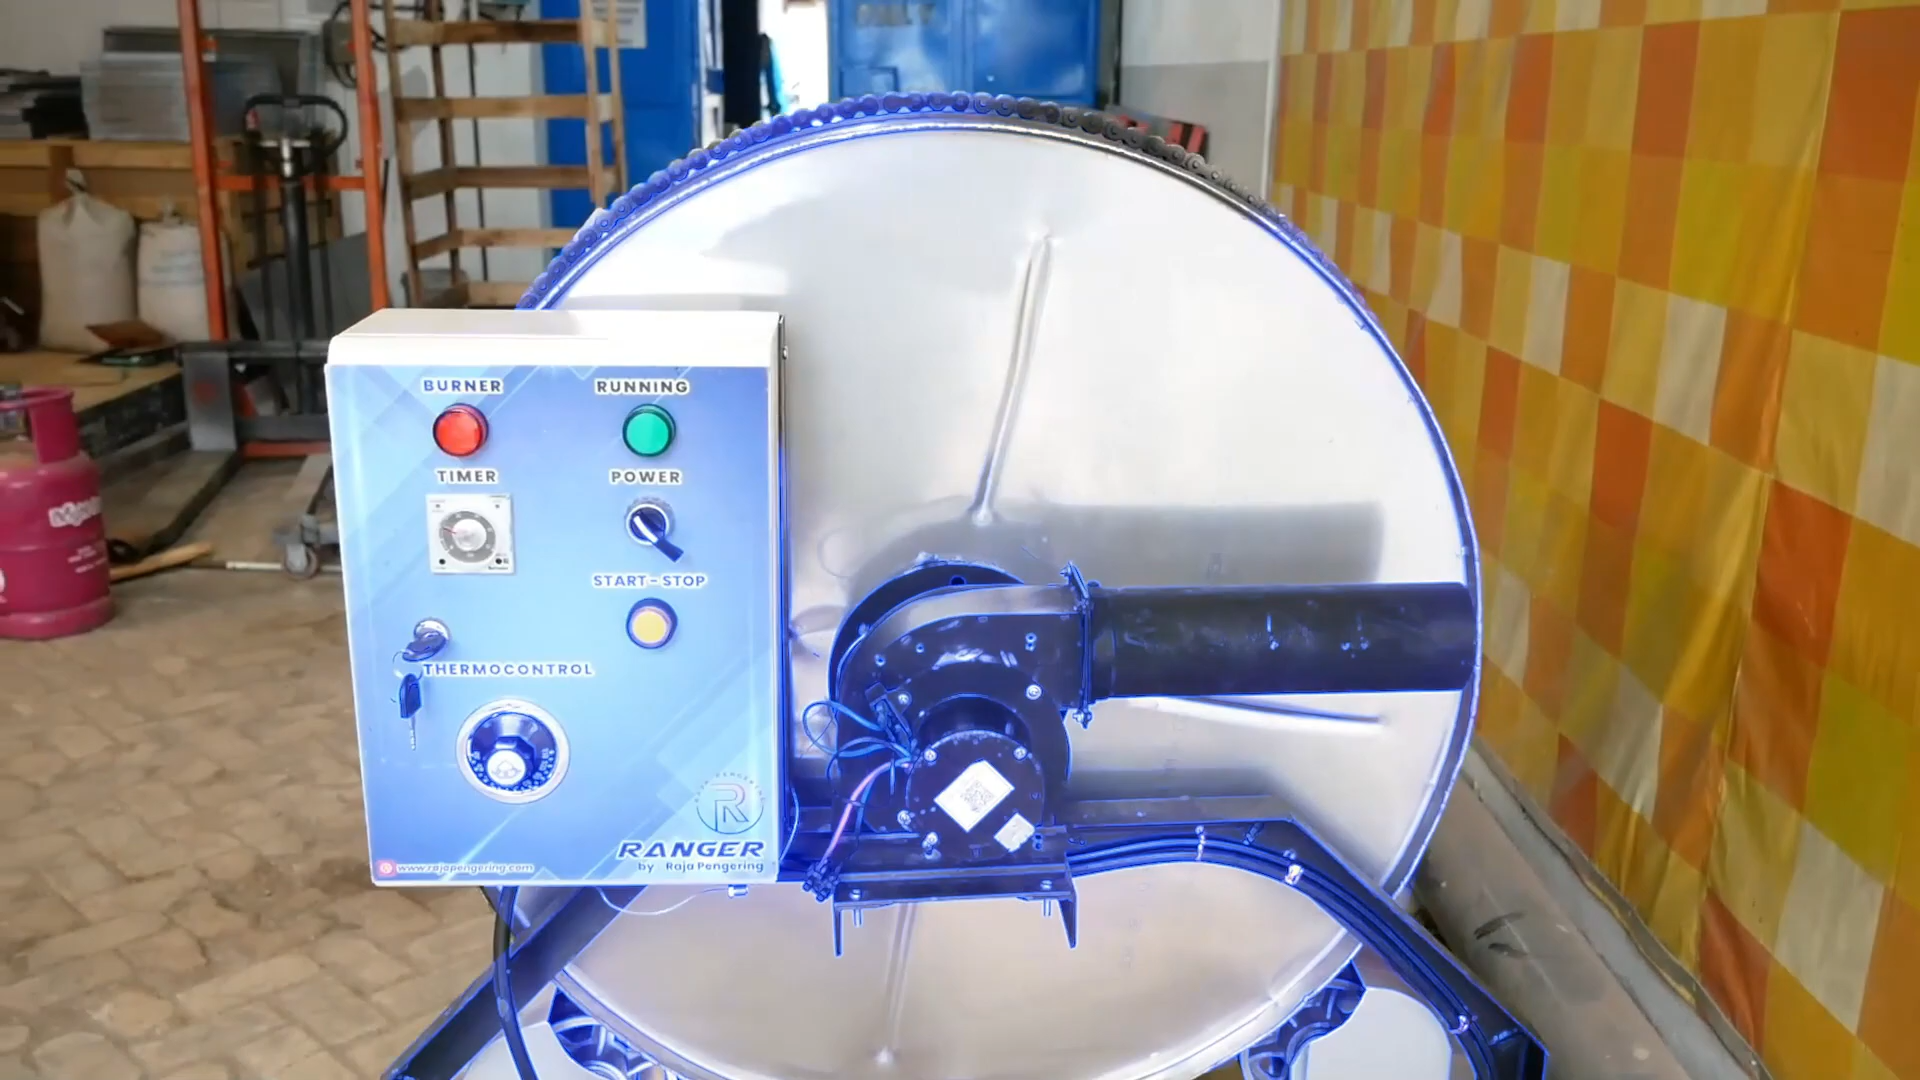 BURNER
RUNNING
TIMER
POWER
START-STOP
THERMOCONTROL
R
RANGER
by Raja Pengering
www.rajapengering.com